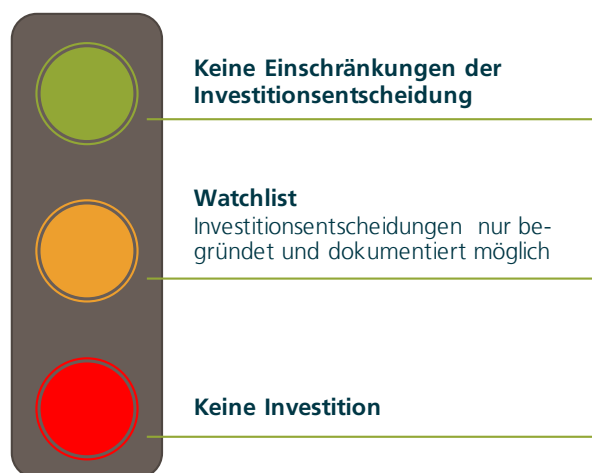 Keine Einschränkungen der
Investitionsentscheidung
Watchlist
Investitionsentscheidungen nur be-
gründet und dokumentiert möglich
Keine Investition